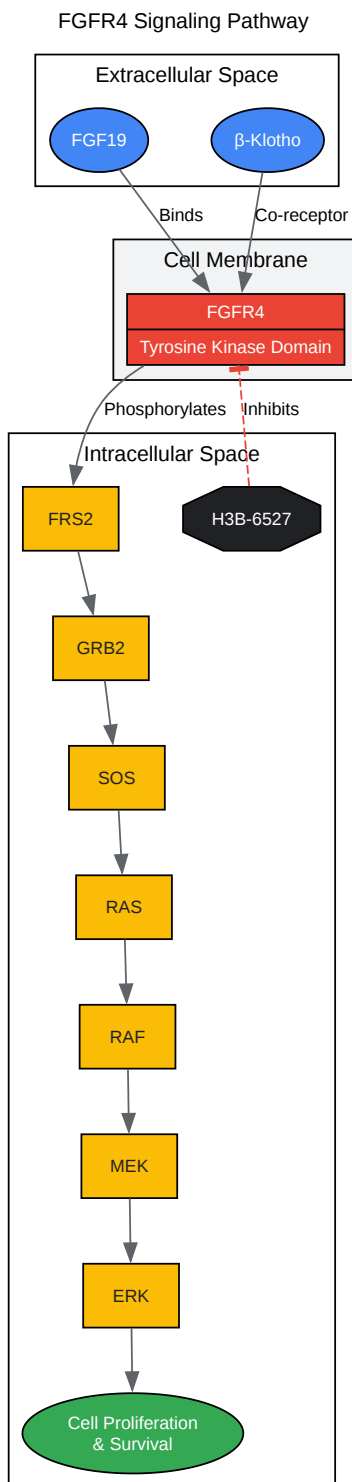 FGFR4 Signaling Pathway
Extracellular Space
FGF19
β-Klotho
Binds
Co-receptor
Cell Membrane
FGFR4
Tyrosine Kinase Domain
Phosphorylates
Inhibits
Intracellular Space
FRS2
H3B-6527
GRB2
SOS
RAS
RAF
MEK
ERK
Cell Proliferation
& Survival